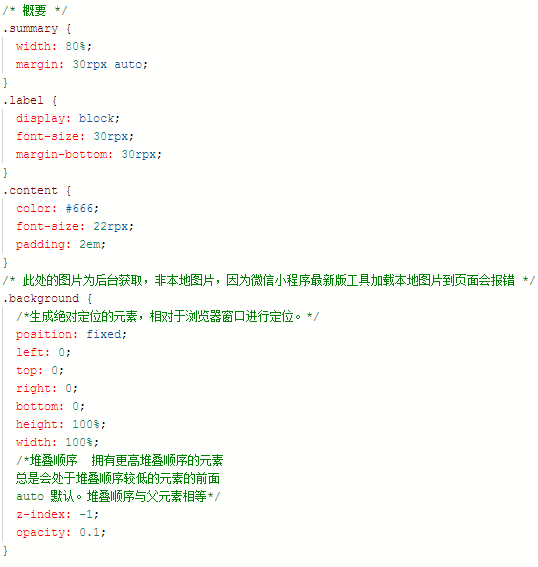 /* 概要 */
.summary {
  width: 80%;
  margin: 30rpx auto;
}
.label {
  display: block;
  font-size: 30rpx;
  margin-bottom: 30rpx;
}
.content {
  color: #666;
  font-size: 22rpx;
  padding: 2em;
}
/* 此处的图片为后台获取，非本地图片，因为微信小程序最新版工具加载本地图片到页面会报错 */
.background {
  /*生成绝对定位的元素，相对于浏览器窗口进行定位。*/
  position: fixed;
  left: 0;
  top: 0;
  right: 0;
  bottom: 0;
  height: 100%;
  width: 100%;
  /*堆叠顺序  拥有更高堆叠顺序的元素
  总是会处于堆叠顺序较低的元素的前面
  auto 默认。堆叠顺序与父元素相等*/
  z-index: -1;
  opacity: 0.1;
}